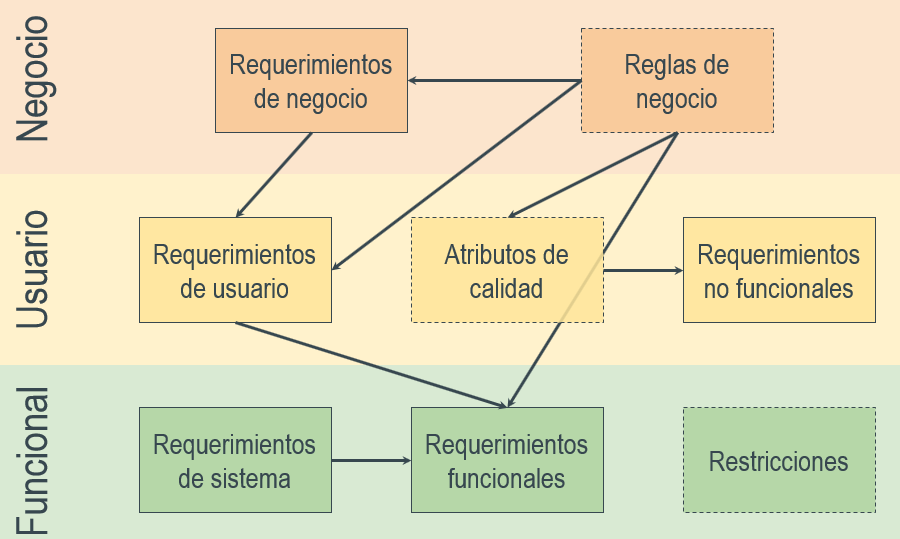 Negocio
Requerimientos
de negocio
Reglas de
negocio
Usuario
Requerimientos
de usuario
Atributos de
calidad
Requerimientos
no funcionales
Funcional
Requerimientos
de sistema
Requerimientos
funcionales
Restricciones